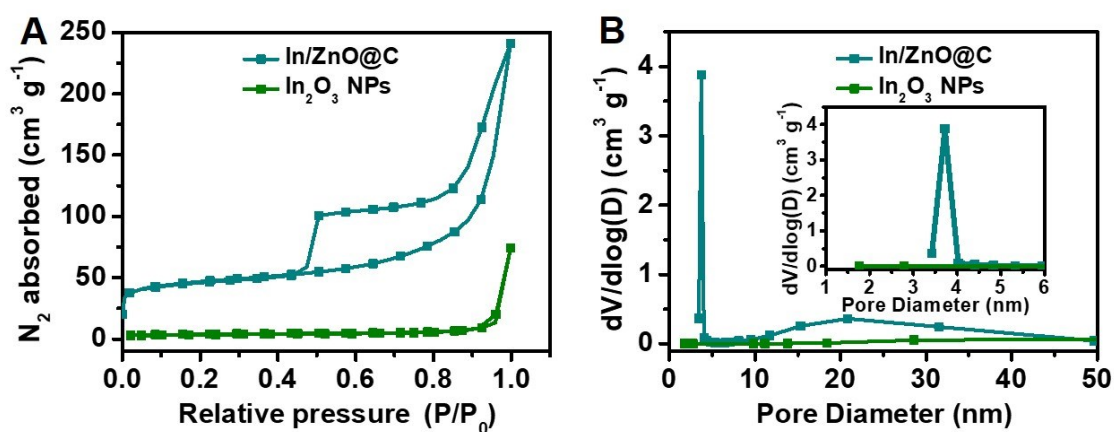 A
N₂ absorbed (cm³ g⁻¹)
250
200
150
100
50
0
In/ZnO@C
In₂O₃ NPs
0.0 0.2 0.4 0.6 0.8 1.0
Relative pressure (P/P₀)
B
dV/dlog(D) (cm³ g⁻¹)
4
3
2
1
0
In/ZnO@C
In₂O₃ NPs
dV/dlog(D) (cm³ g⁻¹)
4
3
2
1
0
1 2 3 4 5 6
Pore Diameter (nm)
0 10 20 30 40 50
Pore Diameter (nm)